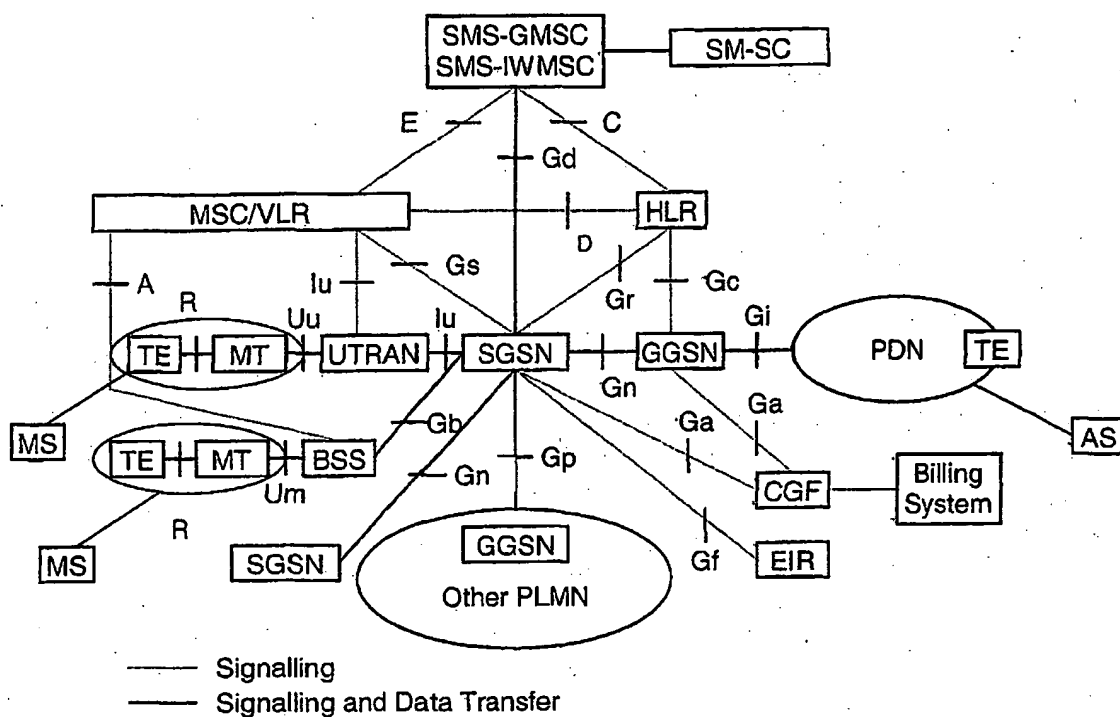 SMS-GMSC
SMS-IWMSC
SM-SC
E
C
Gd
MSC/VLR
HLR
D
A
Iu
Gs
Gr
Gc
R
Uu
Iu
Gi
TE
MT
UTRAN
SGSN
GGSN
PDN
TE
Gn
MS
Gb
Ga
Ga
AS
TE
MT
BSS
Um
Gn
Gp
CGF
Billing
System
R
MS
SGSN
GGSN
Gf
EIR
Other PLMN
Signalling
Signalling and Data Transfer